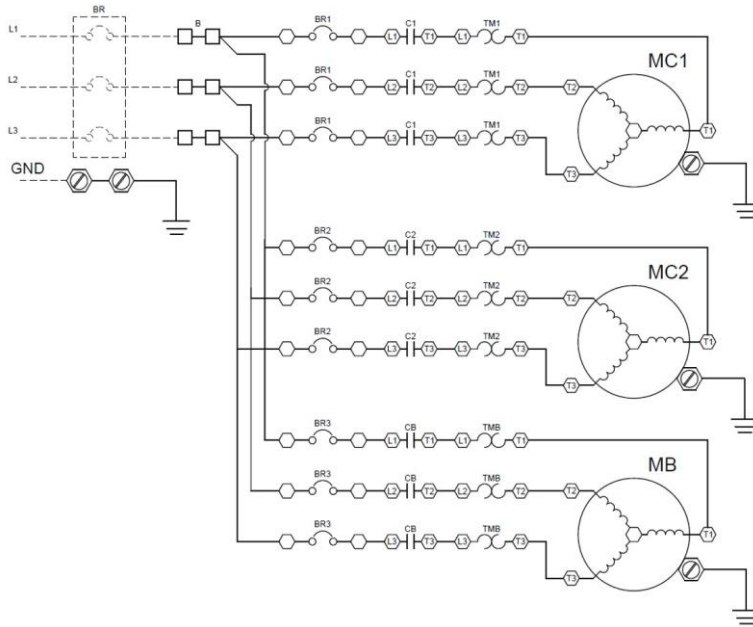 BR B BR1 C1 TM1
L1 L1 T1 L1 T1
MC1
BR1 C1 TM1
L2 L2 T2 L2 T2 T2
T1
BR1 C1 TM1
L3 L3 T3 L3 T3
GND
T3
BR2 C2 TM2
L1 T1 L1 T1
MC2
BR2 C2 TM2
L2 T2 L2 T2 T2
BR2 C2 TM2
L3 T3 L3 T3 T1
T3
BR3 CB TMB
L1 T1 L1 T1
MB
BR3 CB TMB
L2 T2 L2 T2 T2
BR3 CB TMB
L3 T3 L3 T3 T1
T3